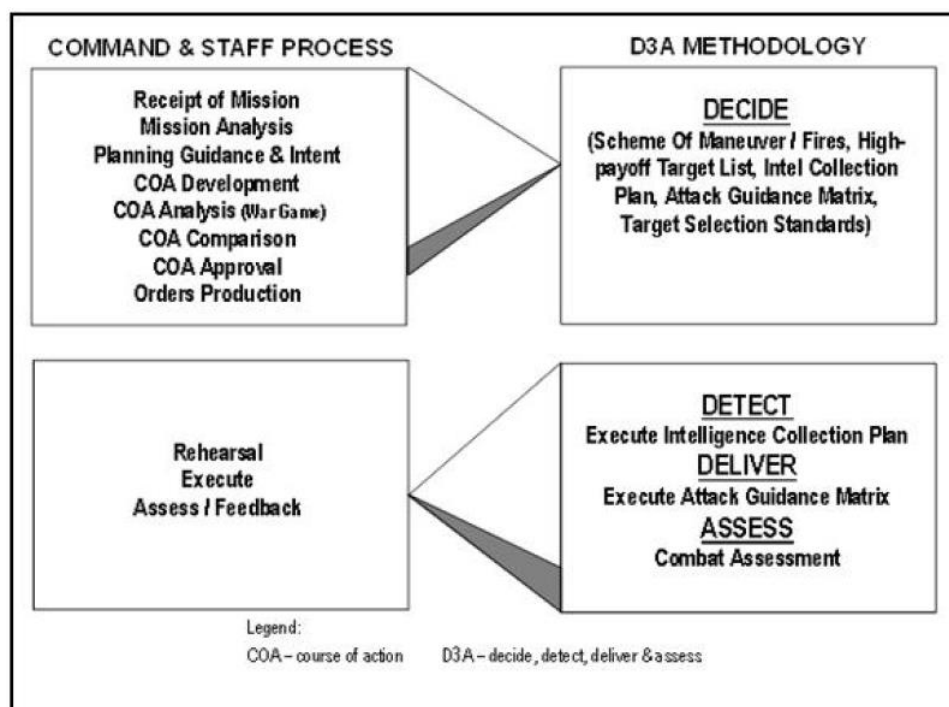 COMMAND & STAFF PROCESS
Receipt of Mission
Mission Analysis
Planning Guidance & Intent
COA Development
COA Analysis (War Game)
COA Comparison
COA Approval
Orders Production
D3A METHODOLOGY
DECIDE
(Scheme Of Maneuver / Fires, High-
payoff Target List, Intel Collection
Plan, Attack Guidance Matrix,
Target Selection Standards)
Rehearsal
Execute
Assess / Feedback
DETECT
Execute Intelligence Collection Plan
DELIVER
Execute Attack Guidance Matrix
ASSESS
Combat Assessment
Legend:
COA – course of action D3A – decide, detect, deliver & assess